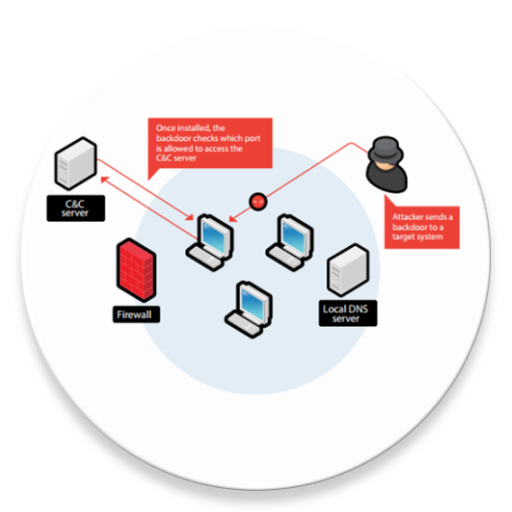 Once installed, the
backdoor checks which port
is allowed to access the
C&C server
C&C
server
Attacker sends a
backdoor to a
target system
Firewall
Local DNS
server